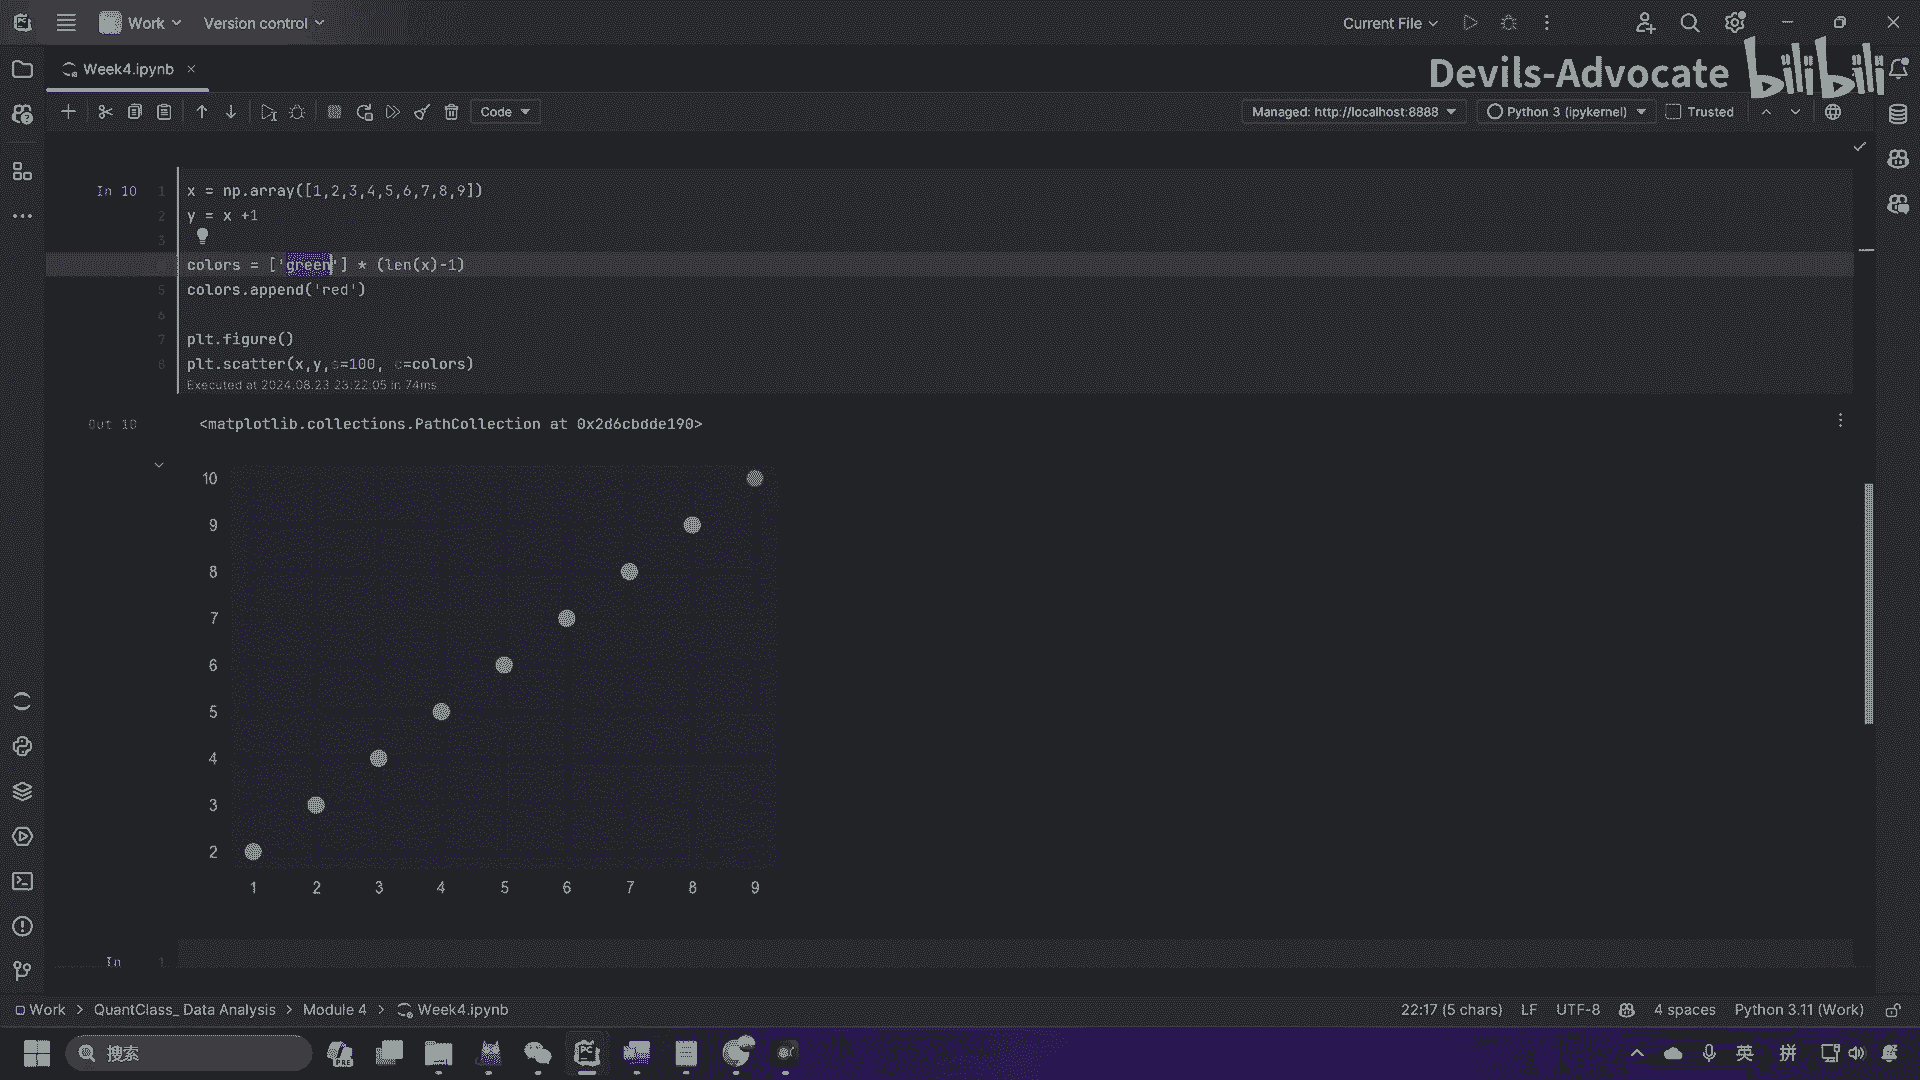 Work
Version control
Current File
Week4.ipynb
Devils-Advocate
bilibili
Code
Managed: http://localhost:8888
Python 3 (ipykernel)
Trusted
In 10
1 x = np.array([1,2,3,4,5,6,7,8,9])
2 y = x +1
3
colors = ['green'] * (len(x)-1)
5 colors.append('red')
6
7 plt.figure()
8 plt.scatter(x,y,s=100, c=colors)
Executed at 2024.08.23 23:22:05 in 74ms
Out 10
<matplotlib.collections.PathCollection at 0x2d6cbdde190>
10
9
8
7
6
5
4
3
2
1 2 3 4 5 6 7 8 9
In 1
Work > QuantClass_ Data Analysis > Module 4 > Week4.ipynb
22:17 (5 chars) LF UTF-8 4 spaces Python 3.11 (Work)
搜索
PRE
PC
英
拼